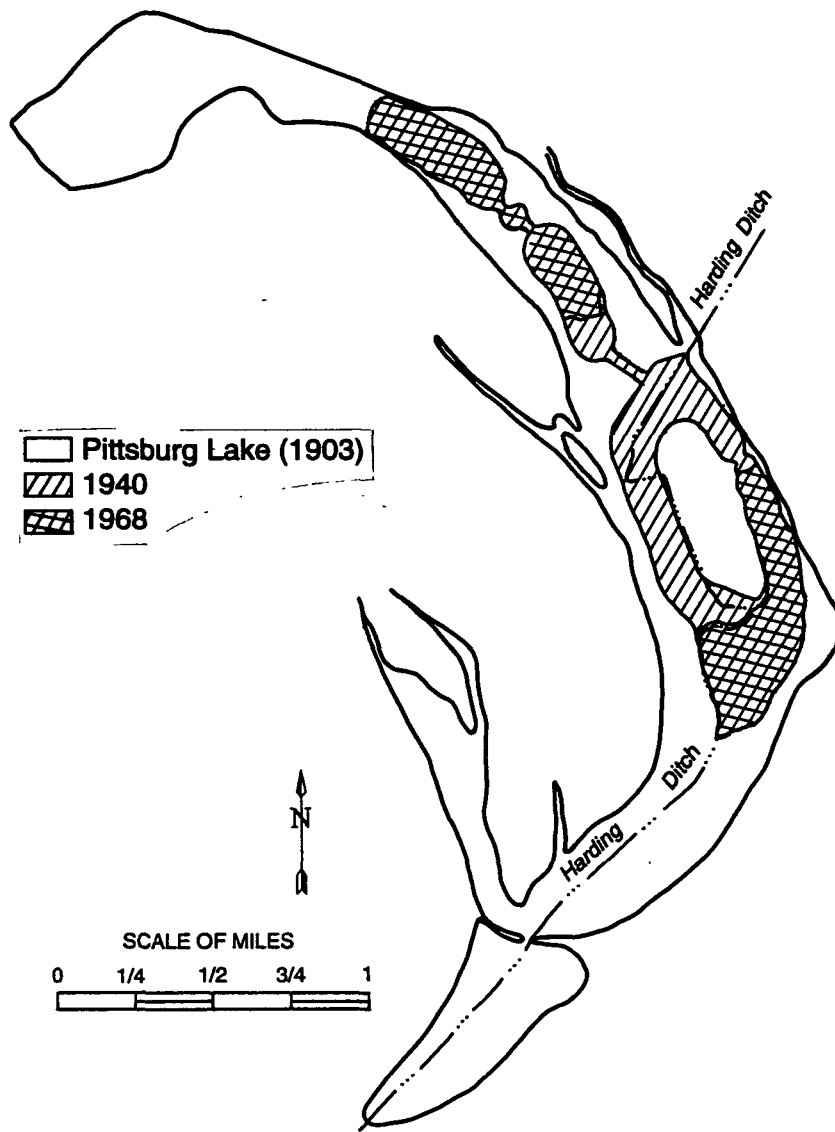 Harding Ditch
Pittsburg Lake (1903)
1940
1968
Harding Ditch
N
SCALE OF MILES
0 1/4 1/2 3/4 1